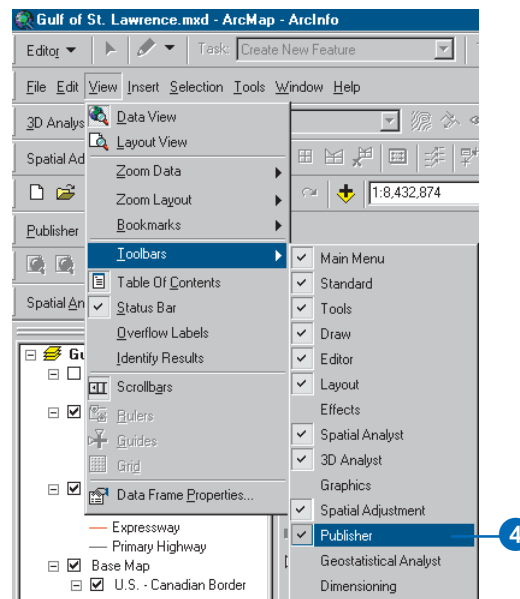 Gulf of St. Lawrence.mxd - ArcMap - ArcInfo
Editor Task: Create New Feature
File Edit View Insert Selection Tools Window Help
3D Analys
Data View
Layout View
Spatial Ad
Zoom Data
Zoom Layout
1:8,432,874
Bookmarks
Publisher
Toolbars
Main Menu
Table Of Contents
Standard
Spatial An
Status Bar
Tools
Overflow Labels
Draw
Gu
Identify Results
Editor
Scrollbars
Layout
Rulers
Effects
Guides
Spatial Analyst
Grid
3D Analyst
Graphics
Data Frame Properties...
Spatial Adjustment
Expressway
Publisher
4
Primary Highway
Geostatistical Analyst
Base Map
U.S. - Canadian Border
Dimensioning